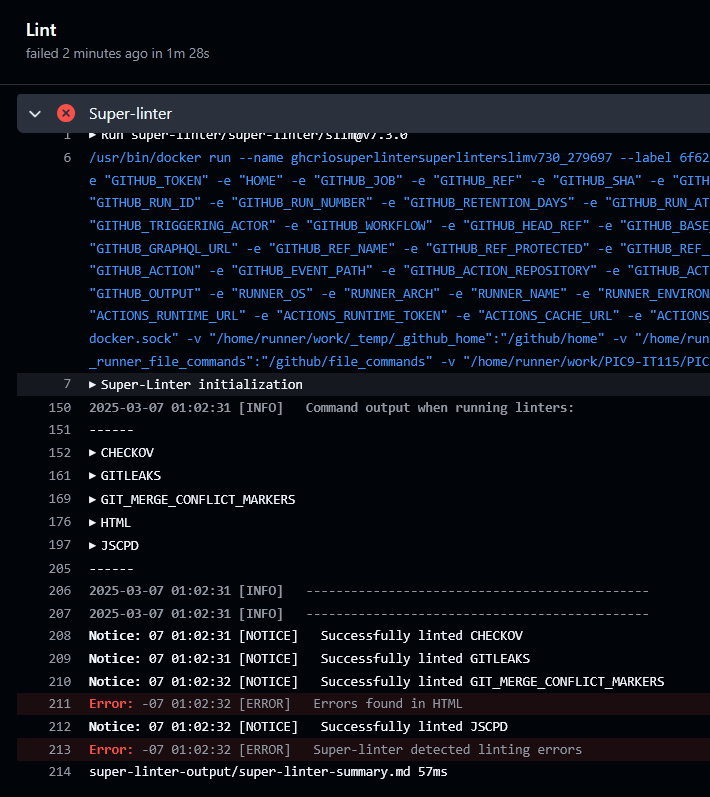 Lint
failed 2 minutes ago in 1m 28s
Super-linter
1 ▶ Run super-linter/super-linter/slim@v7.3.0
6 /usr/bin/docker run --name ghcriosuperlintersuperlinterslimv730_279697 --label 6f62
e "GITHUB_TOKEN" -e "HOME" -e "GITHUB_JOB" -e "GITHUB_REF" -e "GITHUB_SHA" -e "GITH
"GITHUB_RUN_ID" -e "GITHUB_RUN_NUMBER" -e "GITHUB_RETENTION_DAYS" -e "GITHUB_RUN_AT
"GITHUB_TRIGGERING_ACTOR" -e "GITHUB_WORKFLOW" -e "GITHUB_HEAD_REF" -e "GITHUB_BASE_
"GITHUB_GRAPHQL_URL" -e "GITHUB_REF_NAME" -e "GITHUB_REF_PROTECTED" -e "GITHUB_REF_
"GITHUB_ACTION" -e "GITHUB_EVENT_PATH" -e "GITHUB_ACTION_REPOSITORY" -e "GITHUB_ACT
"GITHUB_OUTPUT" -e "RUNNER_OS" -e "RUNNER_ARCH" -e "RUNNER_NAME" -e "RUNNER_ENVIRON
"ACTIONS_RUNTIME_URL" -e "ACTIONS_RUNTIME_TOKEN" -e "ACTIONS_CACHE_URL" -e "ACTIONS_
docker.sock" -v "/home/runner/work/_temp/_github_home":"/github/home" -v "/home/run
_runner_file_commands":"/github/file_commands" -v "/home/runner/work/PIC9-IT115/PIC
7 ▶ Super-Linter initialization
150 2025-03-07 01:02:31 [INFO] Command output when running linters:
151 ------
152 ▶ CHECKOV
161 ▶ GITLEAKS
169 ▶ GIT_MERGE_CONFLICT_MARKERS
176 ▶ HTML
197 ▶ JSCPD
205 ------
206 2025-03-07 01:02:31 [INFO] ----------------------------------------------
207 2025-03-07 01:02:31 [INFO] ----------------------------------------------
208 Notice: 07 01:02:31 [NOTICE] Successfully linted CHECKOV
209 Notice: 07 01:02:31 [NOTICE] Successfully linted GITLEAKS
210 Notice: 07 01:02:32 [NOTICE] Successfully linted GIT_MERGE_CONFLICT_MARKERS
211 Error: -07 01:02:32 [ERROR] Errors found in HTML
212 Notice: 07 01:02:32 [NOTICE] Successfully linted JSCPD
213 Error: -07 01:02:32 [ERROR] Super-linter detected linting errors
214 super-linter-output/super-linter-summary.md 57ms